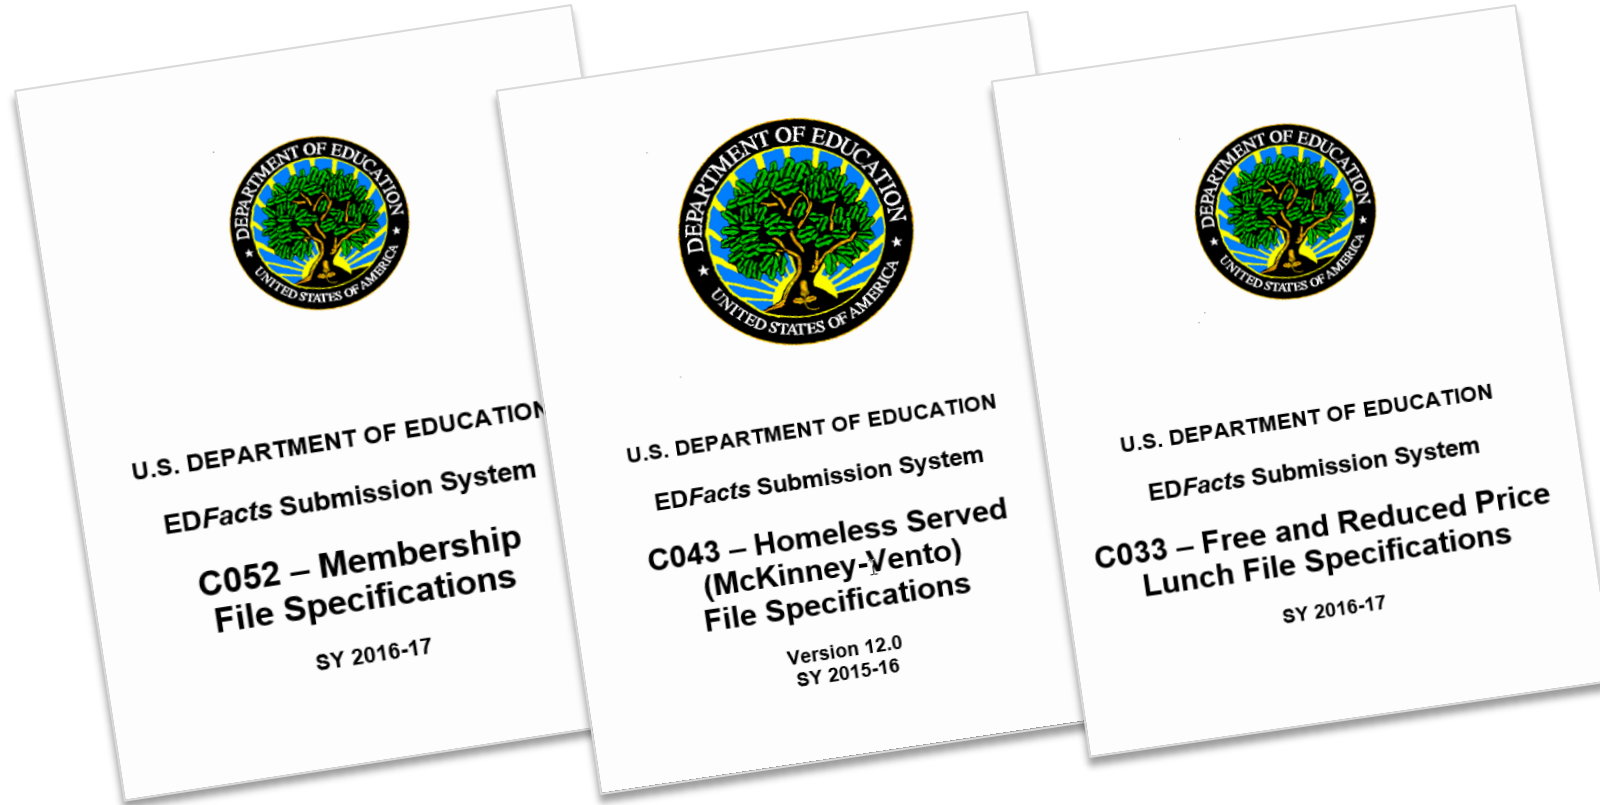 DEPARTMENT OF EDUCATION
UNITED STATES OF AMERICA
U.S. DEPARTMENT OF EDUCATION
EDFacts Submission System
C052 – Membership
File Specifications
SY 2016-17
DEPARTMENT OF EDUCATION
UNITED STATES OF AMERICA
U.S. DEPARTMENT OF EDUCATION
EDFacts Submission System
C043 – Homeless Served
(McKinney-Vento)
File Specifications
Version 12.0
SY 2015-16
DEPARTMENT OF EDUCATION
UNITED STATES OF AMERICA
U.S. DEPARTMENT OF EDUCATION
EDFacts Submission System
C033 – Free and Reduced Price
Lunch File Specifications
SY 2016-17